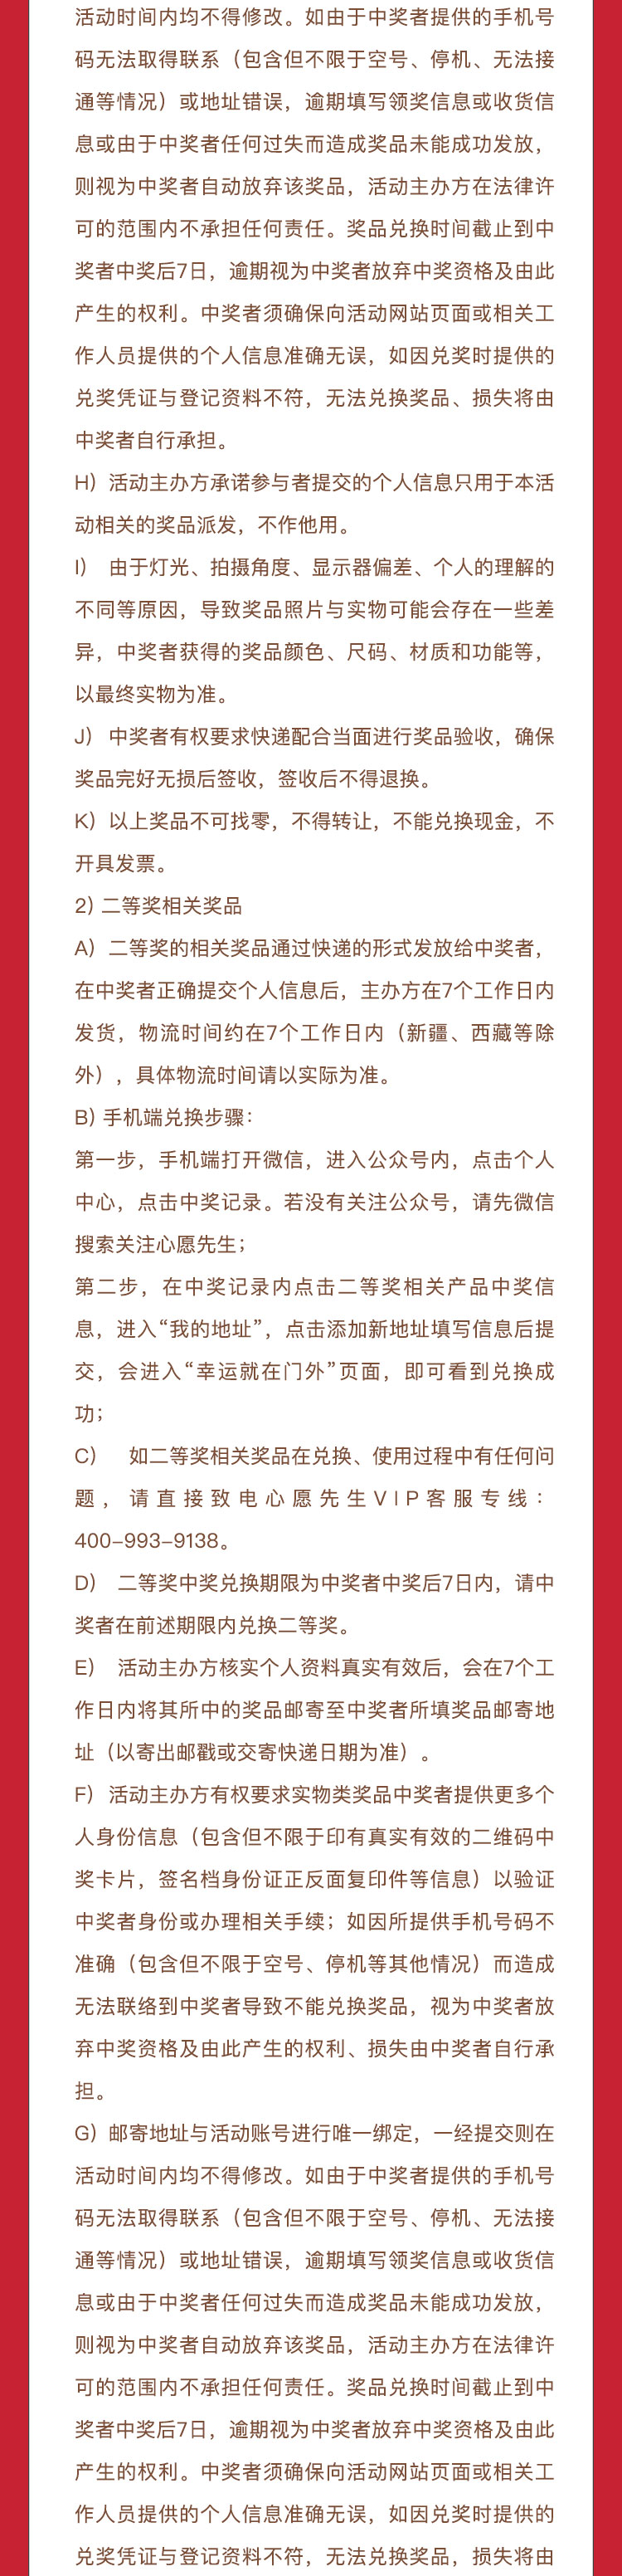 活动时间内均不得修改。如由于中奖者提供的手机号
码无法取得联系（包含但不限于空号、停机、无法接
通等情况）或地址错误，逾期填写领奖信息或收货信
息或由于中奖者任何过失而造成奖品未能成功发放，
则视为中奖者自动放弃该奖品，活动主办方在法律许
可的范围内不承担任何责任。奖品兑换时间截止到中
奖者中奖后7日，逾期视为中奖者放弃中奖资格及由此
产生的权利。中奖者须确保向活动网站页面或相关工
作人员提供的个人信息准确无误，如因兑奖时提供的
兑奖凭证与登记资料不符，无法兑换奖品、损失将由
中奖者自行承担。
H）活动主办方承诺参与者提交的个人信息只用于本活
动相关的奖品派发，不作他用。
I） 由于灯光、拍摄角度、显示器偏差、个人的理解的
不同等原因，导致奖品照片与实物可能会存在一些差
异，中奖者获得的奖品颜色、尺码、材质和功能等，
以最终实物为准。
J） 中奖者有权要求快递配合当面进行奖品验收，确保
奖品完好无损后签收，签收后不得退换。
K）以上奖品不可找零，不得转让，不能兑换现金，不
开具发票。
2) 二等奖相关奖品
A）二等奖的相关奖品通过快递的形式发放给中奖者，
在中奖者正确提交个人信息后，主办方在7个工作日内
发货，物流时间约在7个工作日内（新疆、西藏等除
外），具体物流时间请以实际为准。
B) 手机端兑换步骤：
第一步，手机端打开微信，进入公众号内，点击个人
中心，点击中奖记录。若没有关注公众号，请先微信
搜索关注心愿先生；
第二步，在中奖记录内点击二等奖相关产品中奖信
息，进入“我的地址”，点击添加新地址填写信息后提
交，会进入“幸运就在门外”页面，即可看到兑换成
功；
C） 如二等奖相关奖品在兑换、使用过程中有任何问
题，请直接致电心愿先生VIP客服专线：
400-993-9138。
D） 二等奖中奖兑换期限为中奖者中奖后7日内，请中
奖者在前述期限内兑换二等奖。
E） 活动主办方核实个人资料真实有效后，会在7个工
作日内将其所中的奖品邮寄至中奖者所填奖品邮寄地
址（以寄出邮戳或交寄快递日期为准）。
F）活动主办方有权要求实物类奖品中奖者提供更多个
人身份信息（包含但不限于印有真实有效的二维码中
奖卡片，签名档身份证正反面复印件等信息）以验证
中奖者身份或办理相关手续；如因所提供手机号码不
准确（包含但不限于空号、停机等其他情况）而造成
无法联络到中奖者导致不能兑换奖品，视为中奖者放
弃中奖资格及由此产生的权利、损失由中奖者自行承
担。
G）邮寄地址与活动账号进行唯一绑定，一经提交则在
活动时间内均不得修改。如由于中奖者提供的手机号
码无法取得联系（包含但不限于空号、停机、无法接
通等情况）或地址错误，逾期填写领奖信息或收货信
息或由于中奖者任何过失而造成奖品未能成功发放，
则视为中奖者自动放弃该奖品，活动主办方在法律许
可的范围内不承担任何责任。奖品兑换时间截止到中
奖者中奖后7日，逾期视为中奖者放弃中奖资格及由此
产生的权利。中奖者须确保向活动网站页面或相关工
作人员提供的个人信息准确无误，如因兑奖时提供的
兑奖凭证与登记资料不符，无法兑换奖品，损失将由